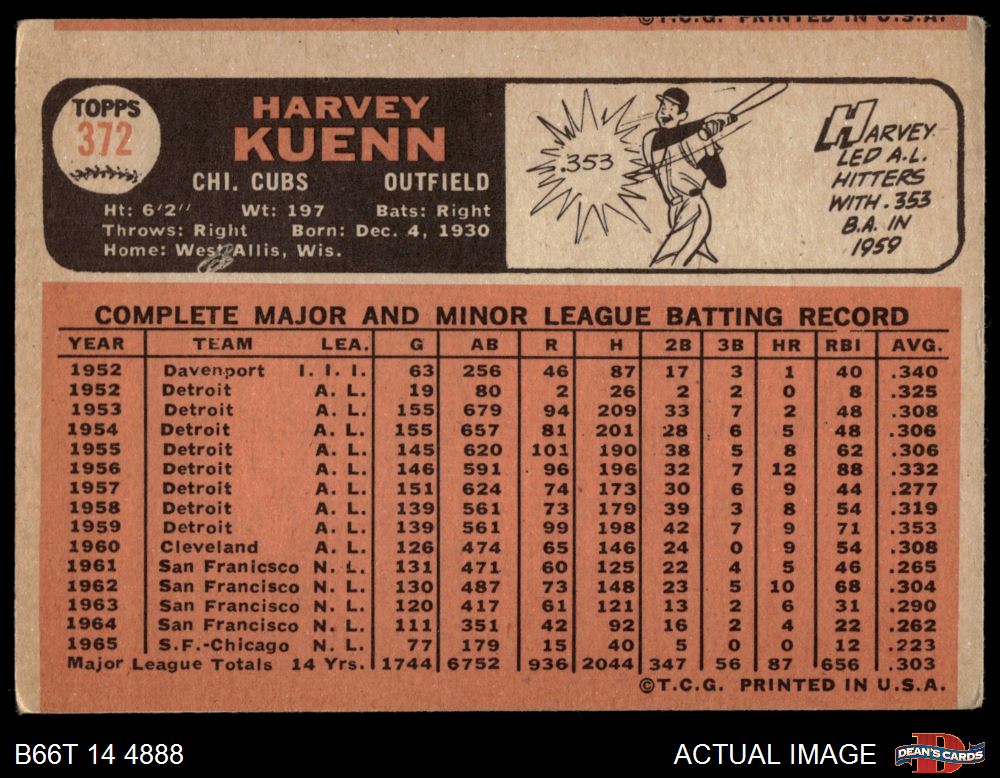 ©T.C.G. PRINTED IN U.S.A.
TOPPS
372
HARVEY
KUENN
CHI. CUBS OUTFIELD
Ht: 6'2'' Wt: 197 Bats: Right
Throws: Right Born: Dec. 4, 1930
Home: West Allis, Wis.
.353
HARVEY
LED A.L.
HITTERS
WITH .353
B.A. IN
1959
COMPLETE MAJOR AND MINOR LEAGUE BATTING RECORD
YEAR TEAM LEA. G AB R H 2B 3B HR RBI AVG.
1952 Davenport I. I. I. 63 256 46 87 17 3 1 40 .340
1952 Detroit A. L. 19 80 2 26 2 2 0 8 .325
1953 Detroit A. L. 155 679 94 209 33 7 2 48 .308
1954 Detroit A. L. 155 657 81 201 28 6 5 48 .306
1955 Detroit A. L. 145 620 101 190 38 5 8 62 .306
1956 Detroit A. L. 146 591 96 196 32 7 12 88 .332
1957 Detroit A. L. 151 624 74 173 30 6 9 44 .277
1958 Detroit A. L. 139 561 73 179 39 3 8 54 .319
1959 Detroit A. L. 139 561 99 198 42 7 9 71 .353
1960 Cleveland A. L. 126 474 65 146 24 0 9 54 .308
1961 San Franicsco N. L. 131 471 60 125 22 4 5 46 .265
1962 San Francisco N. L. 130 487 73 148 23 5 10 68 .304
1963 San Francisco N. L. 120 417 61 121 13 2 6 31 .290
1964 San Francisco N. L. 111 351 42 92 16 2 4 22 .262
1965 S.F.-Chicago N. L. 77 179 15 40 5 0 0 12 .223
Major League Totals 14 Yrs. 1744 6752 936 2044 347 56 87 656 .303
©T.C.G. PRINTED IN U.S.A.
B66T 14 4888 ACTUAL IMAGE
DEAN'S CARDS